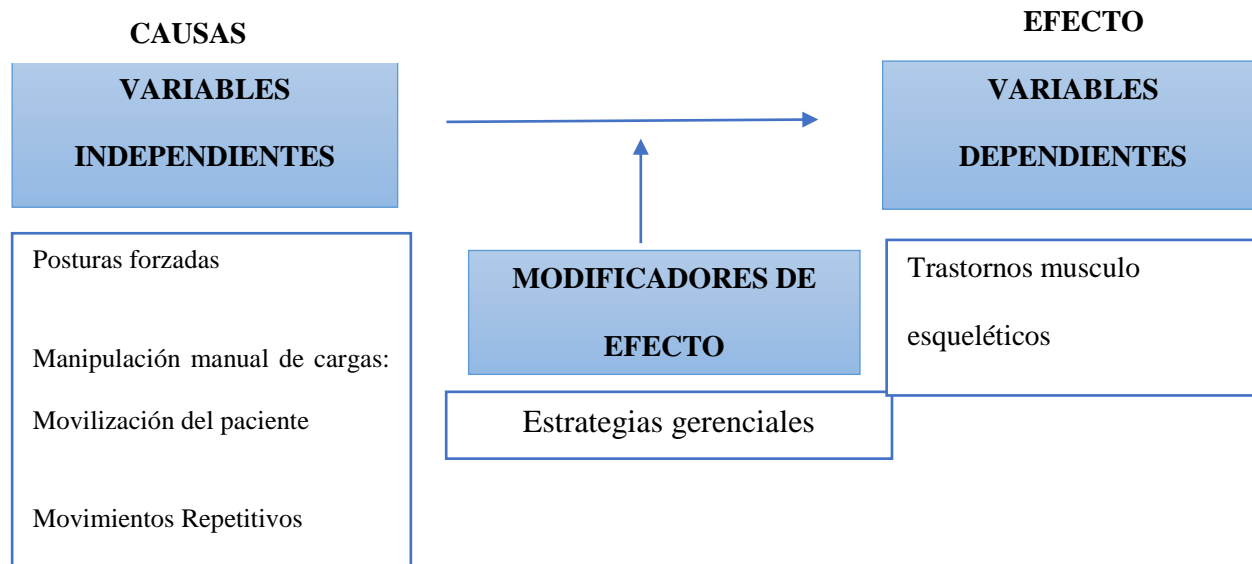 CAUSAS
VARIABLES
INDEPENDIENTES
Posturas forzadas
Manipulación manual de cargas:
Movilización del paciente
Movimientos Repetitivos
MODIFICADORES DE
EFECTO
Estrategias gerenciales
EFECTO
VARIABLES
DEPENDIENTES
Trastornos musculo
esqueléticos